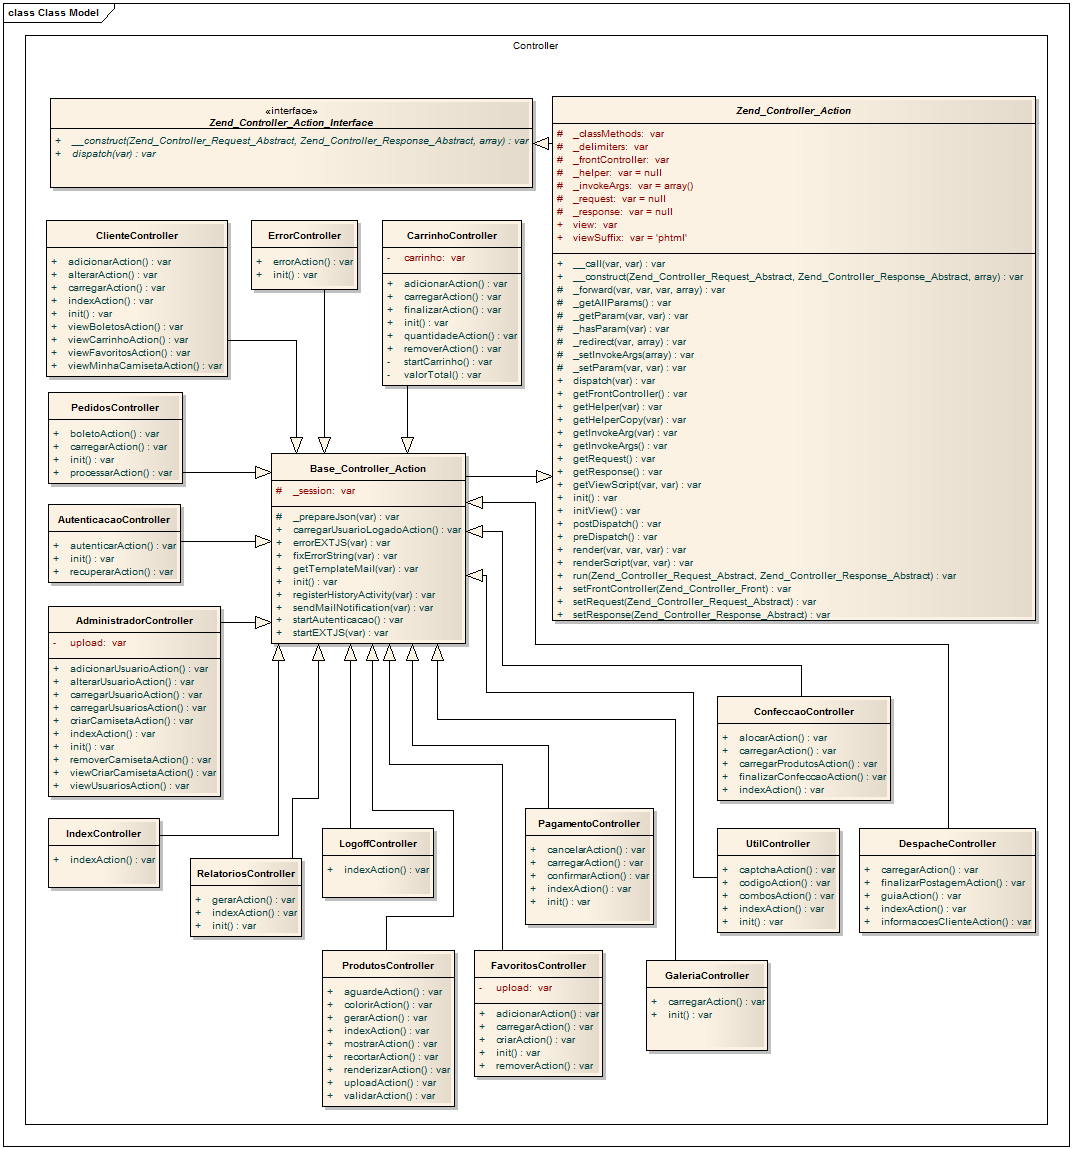 class Class Model
Controller
«interface»
Zend_Controller_Action_Interface
+ __construct(Zend_Controller_Request_Abstract, Zend_Controller_Response_Abstract, array) : var
+ dispatch(var) : var
Zend_Controller_Action
# _classMethods: var
# _delimiters: var
# _frontController: var
# _helper: var = null
# _invokeArgs: var = array()
# _request: var = null
# _response: var = null
+ view: var
+ viewSuffix: var = 'phtml'
+ __call(var, var) : var
+ __construct(Zend_Controller_Request_Abstract, Zend_Controller_Response_Abstract, array) : var
# _forward(var, var, var, array) : var
# _getAllParams() : var
# _getParam(var, var) : var
# _hasParam(var) : var
# _redirect(var, array) : var
# _setInvokeArgs(array) : var
# _setParam(var, var) : var
+ dispatch(var) : var
+ getFrontController() : var
+ getHelper(var) : var
+ getHelperCopy(var) : var
+ getInvokeArg(var) : var
+ getInvokeArgs() : var
+ getRequest() : var
+ getResponse() : var
+ getViewScript(var, var) : var
+ init() : var
+ initView() : var
+ postDispatch() : var
+ preDispatch() : var
+ render(var, var, var) : var
+ renderScript(var, var) : var
+ run(Zend_Controller_Request_Abstract, Zend_Controller_Response_Abstract) : var
+ setFrontController(Zend_Controller_Front) : var
+ setRequest(Zend_Controller_Request_Abstract) : var
+ setResponse(Zend_Controller_Response_Abstract) : var
ClienteController
+ adicionarAction() : var
+ alterarAction() : var
+ carregarAction() : var
+ indexAction() : var
+ init() : var
+ viewBoletosAction() : var
+ viewCarrinhoAction() : var
+ viewFavoritosAction() : var
+ viewMinhaCamisetaAction() : var
ErrorController
+ errorAction() : var
+ init() : var
CarrinhoController
- carrinho: var
+ adicionarAction() : var
+ carregarAction() : var
+ finalizarAction() : var
+ init() : var
+ quantidadeAction() : var
+ removerAction() : var
- startCarrinho() : var
- valorTotal() : var
PedidosController
+ boletoAction() : var
+ carregarAction() : var
+ init() : var
+ processarAction() : var
Base_Controller_Action
# _session: var
# _prepareJson(var) : var
+ carregarUsuarioLogadoAction() : var
+ errorEXTJS(var) : var
+ fixErrorString(var) : var
+ getTemplateMail(var) : var
+ init() : var
+ registerHistoryActivity(var) : var
+ sendMailNotification(var) : var
+ startAutenticacao() : var
+ startEXTJS(var) : var
AutenticacaoController
+ autenticarAction() : var
+ init() : var
+ recuperarAction() : var
AdministradorController
- upload: var
+ adicionarUsuarioAction() : var
+ alterarUsuarioAction() : var
+ carregarUsuarioAction() : var
+ carregarUsuariosAction() : var
+ criarCamisetaAction() : var
+ indexAction() : var
+ init() : var
+ removerCamisetaAction() : var
+ viewCriarCamisetaAction() : var
+ viewUsuariosAction() : var
ConfeccaoController
+ alocarAction() : var
+ carregarAction() : var
+ carregarProdutosAction() : var
+ finalizarConfeccaoAction() : var
+ indexAction() : var
IndexController
+ indexAction() : var
RelatoriosController
+ gerarAction() : var
+ indexAction() : var
+ init() : var
LogoffController
+ indexAction() : var
PagamentoController
+ cancelarAction() : var
+ carregarAction() : var
+ confirmarAction() : var
+ indexAction() : var
+ init() : var
UtilController
+ captchaAction() : var
+ codigoAction() : var
+ combosAction() : var
+ indexAction() : var
+ init() : var
DespacheController
+ carregarAction() : var
+ finalizarPostagemAction() : var
+ guiaAction() : var
+ indexAction() : var
+ informacoesClienteAction() : var
ProdutosController
+ aguardeAction() : var
+ colorirAction() : var
+ gerarAction() : var
+ indexAction() : var
+ mostrarAction() : var
+ recortarAction() : var
+ renderizarAction() : var
+ uploadAction() : var
+ validarAction() : var
FavoritosController
- upload: var
+ adicionarAction() : var
+ carregarAction() : var
+ criarAction() : var
+ init() : var
+ removerAction() : var
GaleriaController
+ carregarAction() : var
+ init() : var